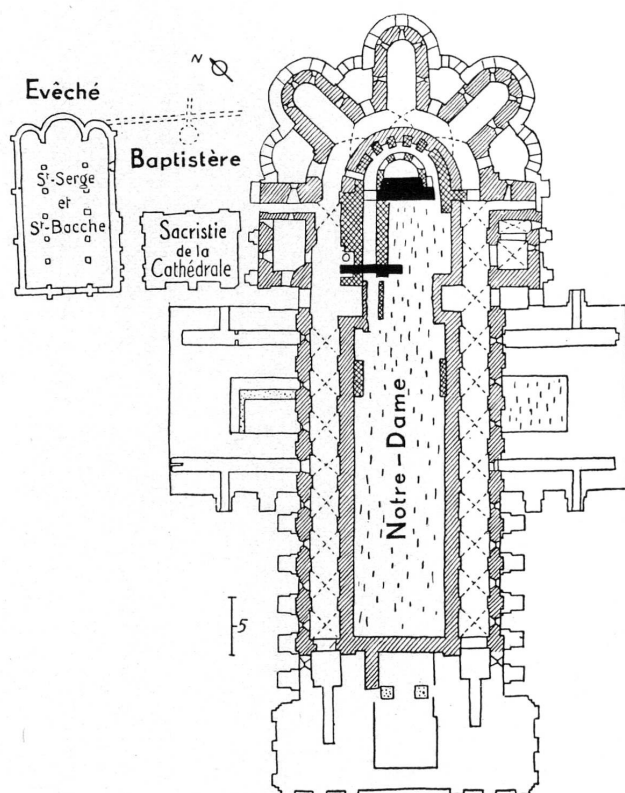 N
Evêché
Baptistère
St-Serge
et
St-Bacche
Sacristie
de la
Cathédrale
Notre-Dame
5